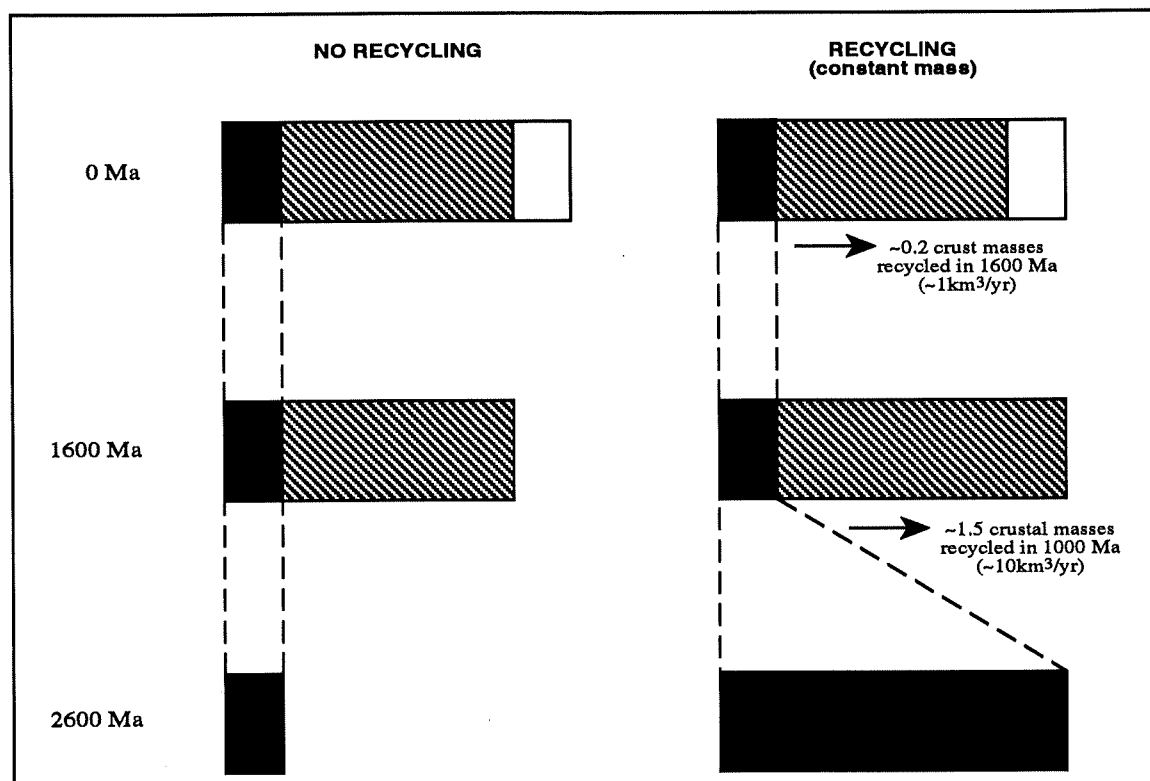 NO RECYCLING
RECYCLING
(constant mass)
0 Ma
~0.2 crust masses
recycled in 1600 Ma
(~1km³/yr)
1600 Ma
~1.5 crustal masses
recycled in 1000 Ma
(~10km³/yr)
2600 Ma